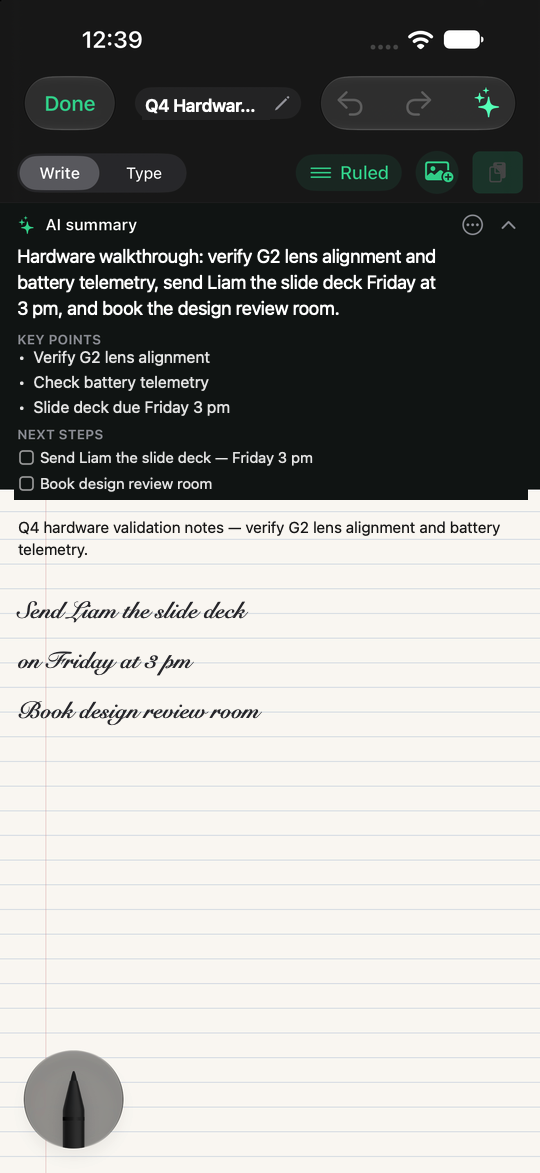 12:39
Done
Q4 Hardwar...
Write
Type
Ruled
AI summary
Hardware walkthrough: verify G2 lens alignment and
battery telemetry, send Liam the slide deck Friday at
3 pm, and book the design review room.
KEY POINTS
• Verify G2 lens alignment
• Check battery telemetry
• Slide deck due Friday 3 pm
NEXT STEPS
Send Liam the slide deck — Friday 3 pm
Book design review room
Q4 hardware validation notes — verify G2 lens alignment and battery
telemetry.
Send Liam the slide deck
on Friday at 3 pm
Book design review room